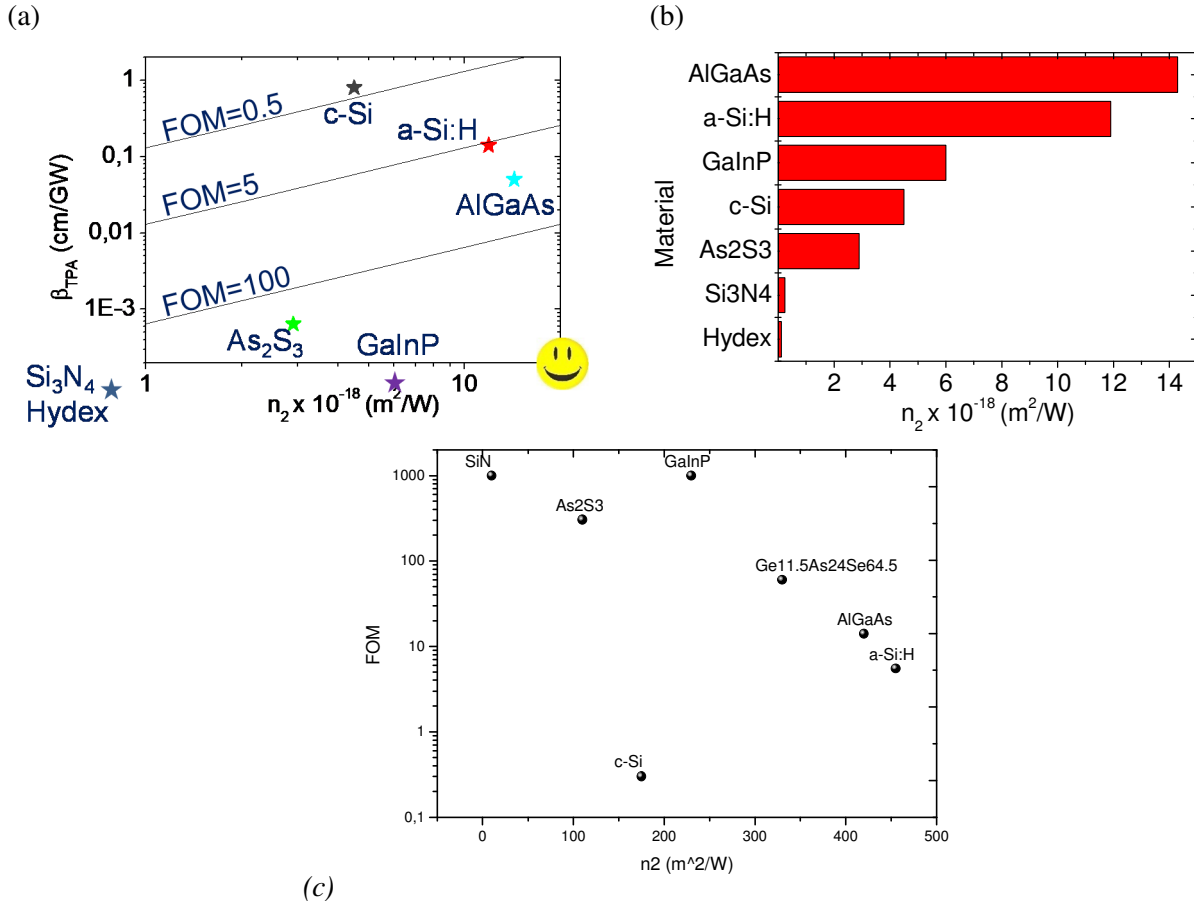 (a)
1
0,1
0,01
1E-3
β_TPA (cm/GW)
FOM=0.5
FOM=5
FOM=100
c-Si
a-Si:H
AlGaAs
As₂S₃
GaInP
Si₃N₄
Hydex
1
10
n₂ x 10⁻¹⁸ (m²/W)
(b)
Material
AlGaAs
a-Si:H
GaInP
c-Si
As2S3
Si3N4
Hydex
2 4 6 8 10 12 14
n₂ x 10⁻¹⁸ (m²/W)
FOM
1000
100
10
1
0,1
SiN
GaInP
As2S3
Ge11.5As24Se64.5
AlGaAs
a-Si:H
c-Si
0 100 200 300 400 500
n2 (m^2/W)
(c)